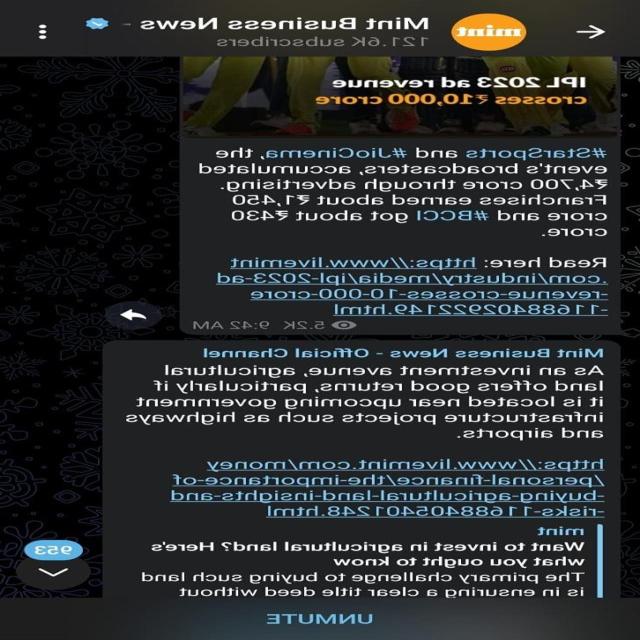 Mint Business News
121.6K subscribers
mint
IPL 2023 ad revenue
crosses ₹10,000 crore
#StarSports and #JioCinema, the
event's broadcasters, accumulated
₹4,700 crore through advertising.
Franchises earned about ₹1,450
crore and #BCCI got about ₹430
crore.
Read here: https://www.livemint
.com/industry/media/ipl-2023-ad
-revenue-crosses-10-000-crore
-11688402922149.html
5.2K 9:42 AM
Mint Business News - Official Channel
As an investment avenue, agricultural
land offers good returns, particularly if
it is located near upcoming government
infrastructure projects such as highways
and airports.
https://www.livemint.com/money
/personal-finance/the-importance-of
-buying-agricultural-land-insights-and
-risks-11688405401248.html
mint
Want to invest in agricultural land? Here's
what you ought to know
The primary challenge to buying such land
is in ensuring a clear title deed without
953
UNMUTE